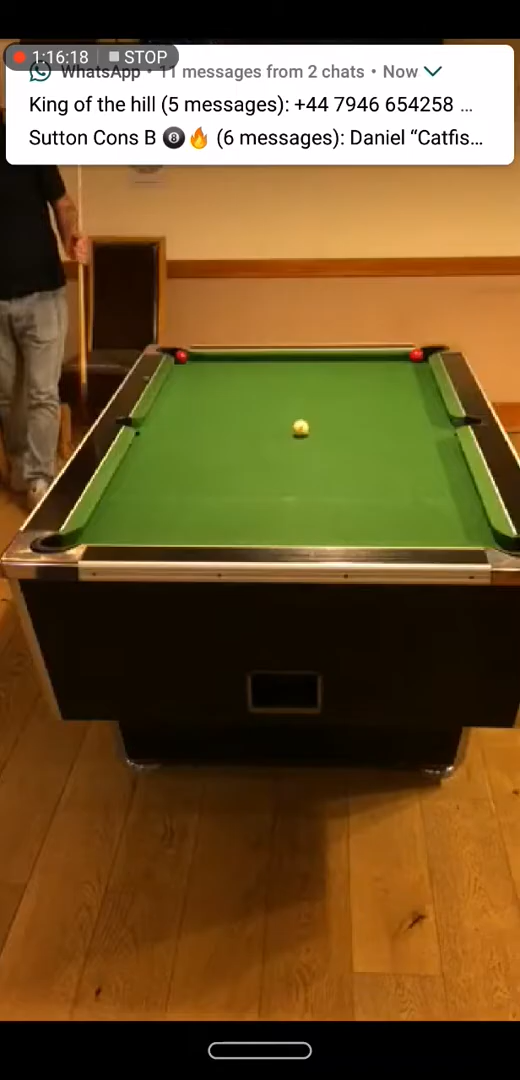 1:16:18 | STOP
WhatsApp • 11 messages from 2 chats • Now
King of the hill (5 messages): +44 7946 654258 ...
Sutton Cons B 🎱🔥 (6 messages): Daniel “Catfis...